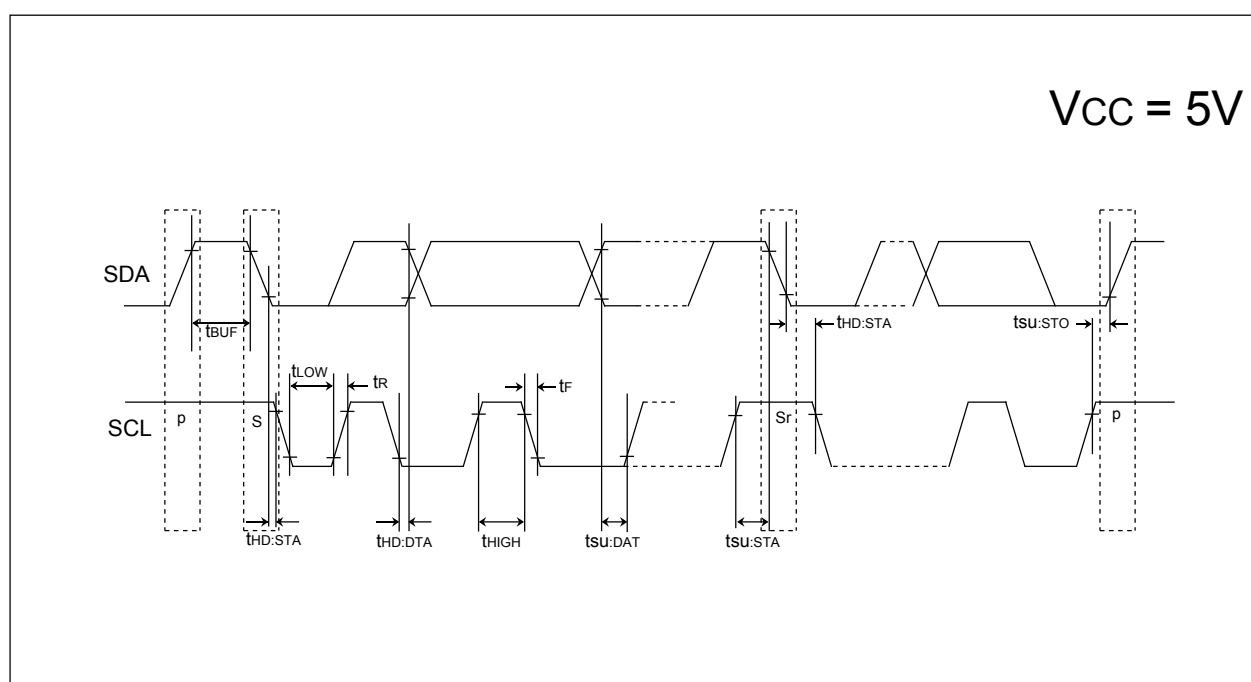 VCC = 5V
SDA
tBUF
tHD:STA
tsu:STO
tLOW
tR
tF
SCL
p
S
Sr
p
tHD:STA
tHD:DTA
tHIGH
tsu:DAT
tsu:STA